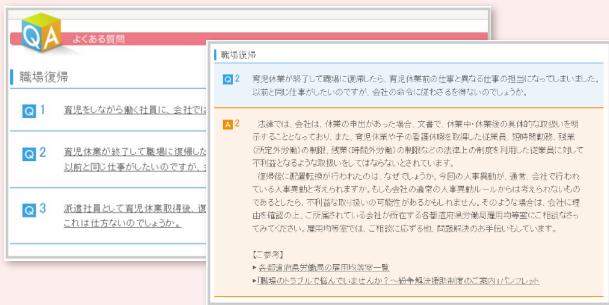 QA
よくある質問
職場復帰
Q 1 育児をしながら働く社員に、会社では
Q 2 育児休業が終了して職場に復帰した
以前と同じ仕事がしたいのですが、
Q 3 派遣社員として育児休業取得後、復
これは仕方ないのでしょうか。
職場復帰
Q 2 育児休業が終了して職場に復帰したら、育児休業前の仕事と異なる仕事の担当になってしまいました。
以前と同じ仕事がしたいのですが、会社の命令に従わざるを得ないのでしょうか。
A 2 法律では、会社は、休業の申出があった場合、文書で、休業中・休業後の具体的な取扱いを明
示することとなっており、また、育児休業や子の看護休暇を取得した従業員、短時間勤務、残業
(所定外労働)の制限、残業(時間外労働)の制限などの法律上の制度を利用した従業員に対して
不利益となるような取扱いをしてはならないとされています。
復帰後に配置転換が行われたのは、なぜでしょうか。今回の人事異動が、通常、会社で行われ
ている人事異動と考えられますか。もしも会社の通常の人事異動ルールからは考えられないもの
であるとしたら、不利益な取り扱いの可能性があるかもしれません。そのような場合は、会社に理
由を確認の上、ご所属されている会社が所在する各都道府県労働局雇用均等室にご相談なさっ
てみてください。雇用均等室では、ご相談に応ずる他、問題解決のお手伝いもしています。
【ご参考】
▶各都道府県労働局の雇用均等室一覧
▶「職場のトラブルで悩んでいませんか?～紛争解決援助制度のご案内」パンフレット